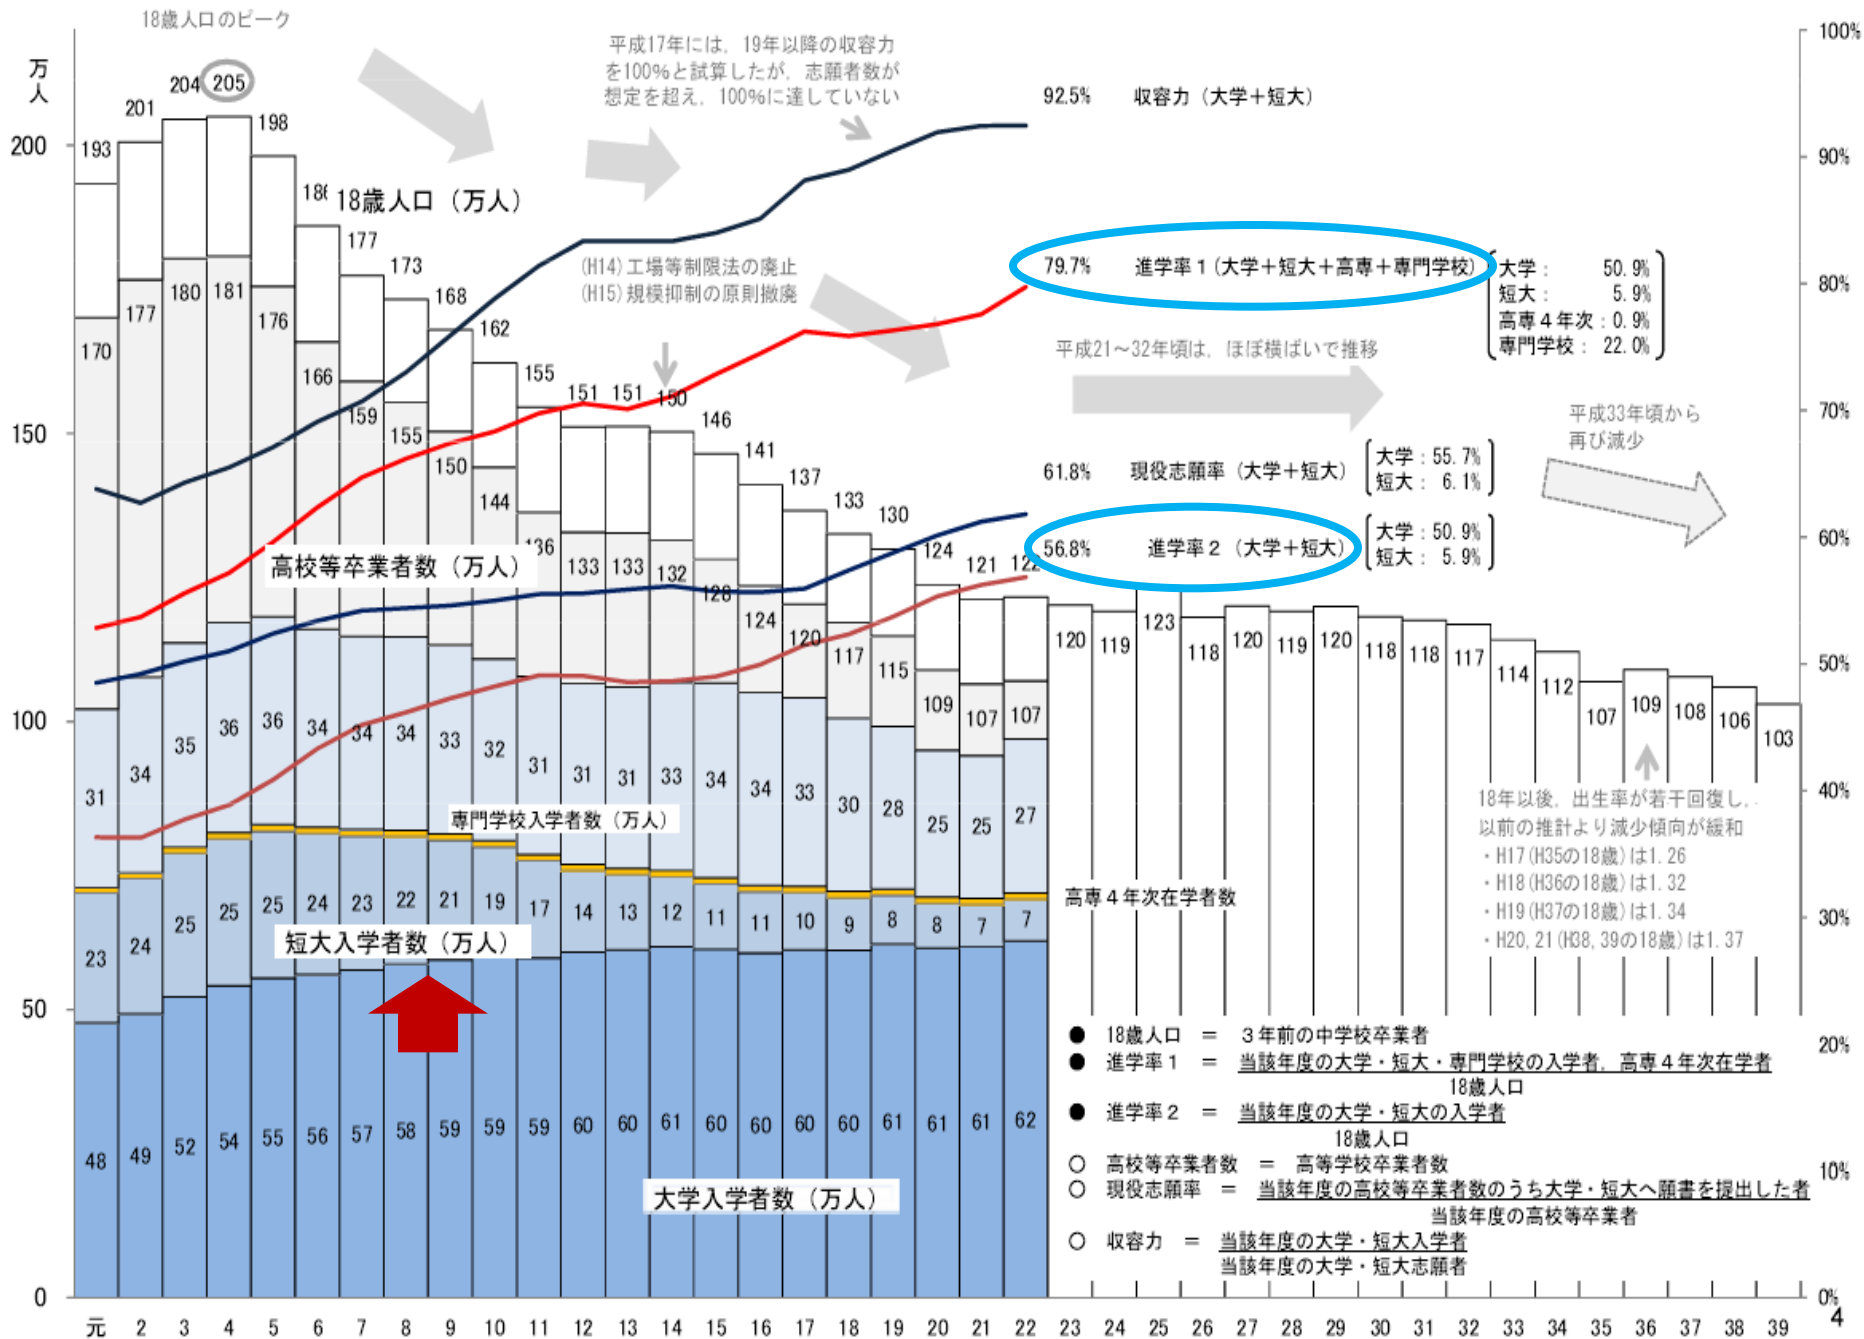 18歳人口のピーク
万人
平成17年には，19年以降の収容力
を100%と試算したが，志願者数が
想定を超え，100%に達していない
92.5% 収容力（大学＋短大）
193 201 204 205 198 177 173 168 162 155 151 151 150 146 141 137 133 130 124 121
18歳人口（万人）
(H14)工場等制限法の廃止
(H15)規模抑制の原則撤廃
79.7% 進学率１(大学＋短大＋高専＋専門学校)
大学： 50.9%
短大： 5.9%
高専４年次：0.9%
専門学校： 22.0%
平成21～32年頃は，ほぼ横ばいで推移
平成33年頃から
再び減少
170 177 180 181 176 166 159 155 150 144 136 133 133 132 128 124 120 117 115 109 107 107
高校等卒業者数（万人）
61.8% 現役志願率（大学＋短大）
大学：55.7%
短大： 6.1%
56.8% 進学率２（大学＋短大）
大学：50.9%
短大： 5.9%
120 119 123 118 120 119 120 118 118 117 114 112 107 109 108 106 103
31 34 35 36 36 34 34 34 33 32 31 31 31 33 34 34 33 30 28 25 25 27
専門学校入学者数（万人）
18年以後，出生率が若干回復し，
以前の推計より減少傾向が緩和
・H17(H35の18歳)は1.26
・H18(H36の18歳)は1.32
・H19(H37の18歳)は1.34
・H20,21(H38,39の18歳)は1.37
高専４年次在学者数
23 24 25 25 25 24 23 22 21 19 17 14 13 12 11 11 10 9 8 8 7 7
短大入学者数（万人）
48 49 52 54 55 56 57 58 59 59 59 60 60 61 60 60 60 60 61 61 61 62
大学入学者数（万人）
● 18歳人口 ＝ ３年前の中学校卒業者
● 進学率１ ＝ 当該年度の大学・短大・専門学校の入学者，高専４年次在学者
18歳人口
● 進学率２ ＝ 当該年度の大学・短大の入学者
18歳人口
○ 高校等卒業者数 ＝ 高等学校卒業者数
○ 現役志願率 ＝ 当該年度の高校等卒業者数のうち大学・短大へ願書を提出した者
当該年度の高校等卒業者
○ 収容力 ＝ 当該年度の大学・短大入学者
当該年度の大学・短大志願者
200
150
100
50
0
100%
90%
80%
70%
60%
50%
40%
30%
20%
10%
0%
元 2 3 4 5 6 7 8 9 10 11 12 13 14 15 16 17 18 19 20 21 22 23 24 25 26 27 28 29 30 31 32 33 34 35 36 37 38 39
4